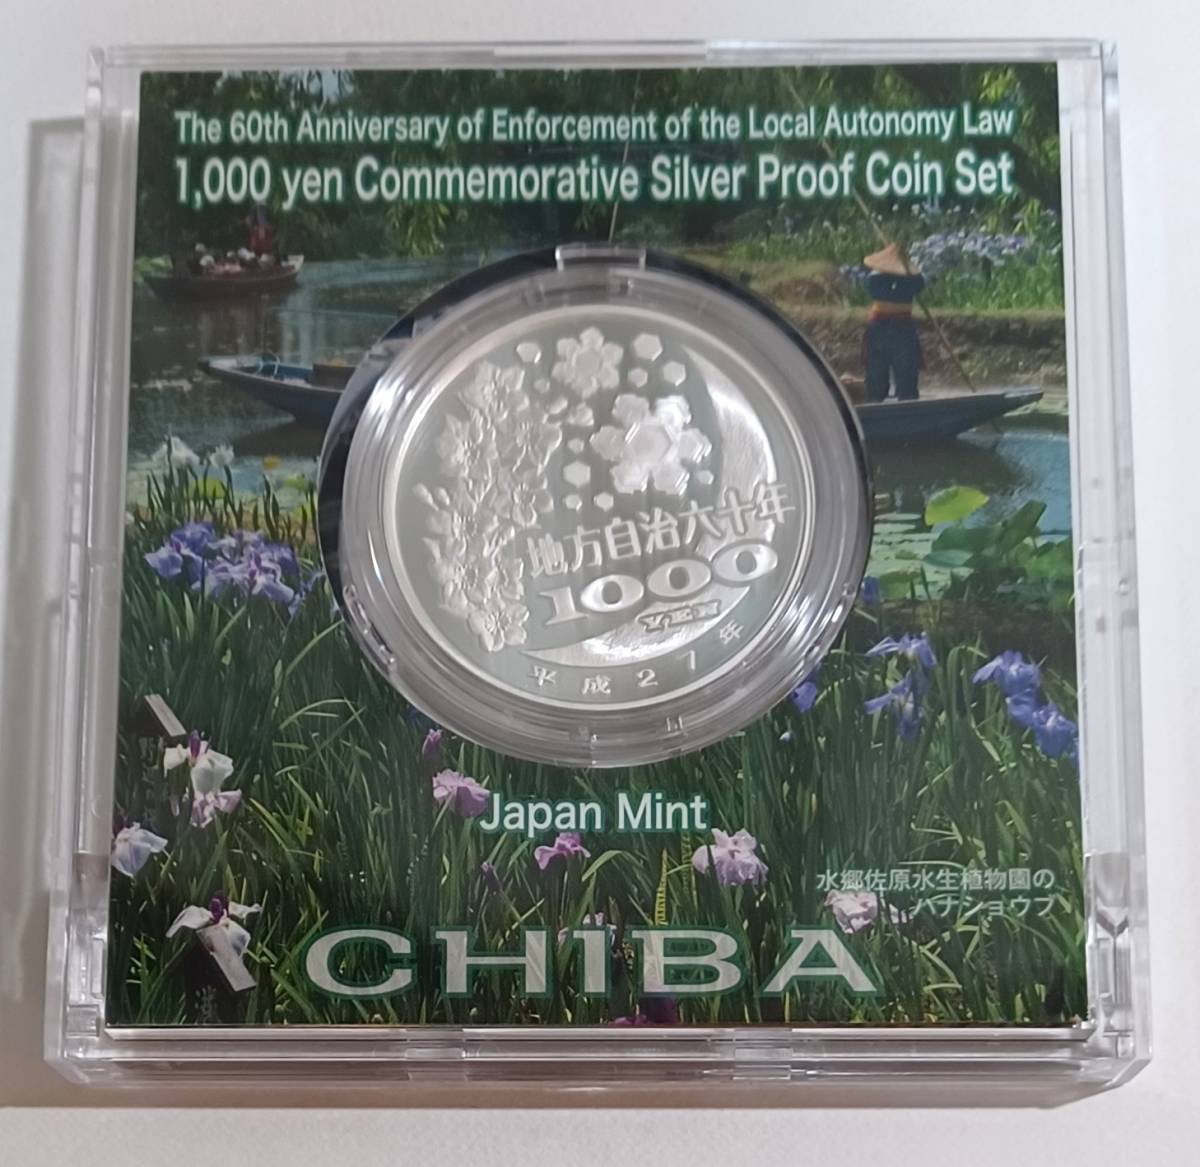 The 60th Anniversary of Enforcement of the Local Autonomy Law
1,000 yen Commemorative Silver Proof Coin Set
地方自治六十年
1000
YEN
平成27年
Japan Mint
水郷佐原水生植物園の
ハナショウブ
CHIBA